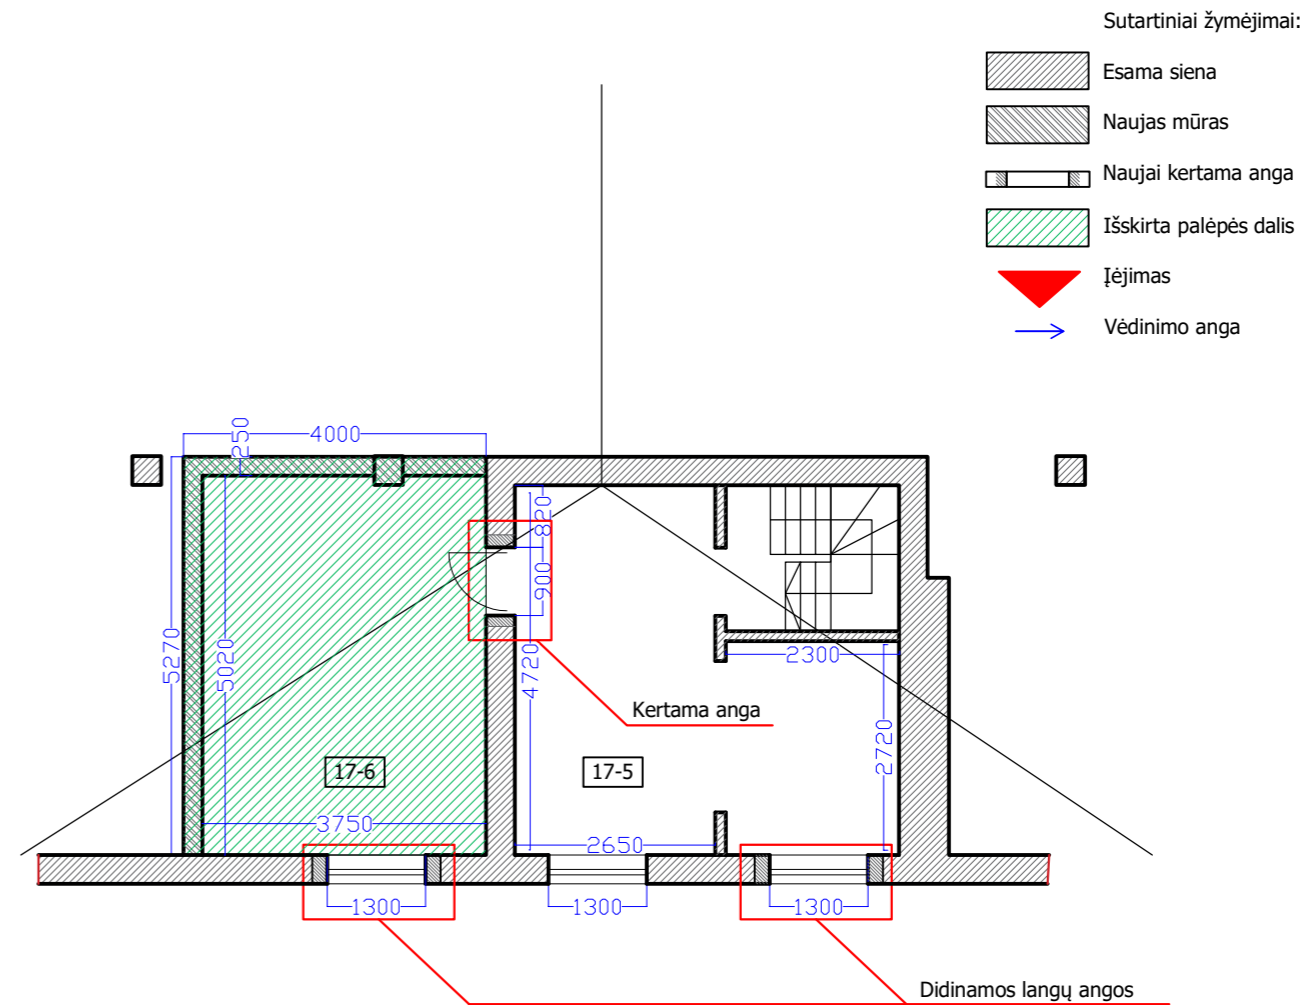 Sutartiniai žymėjimai:
Esama siena
Naujas mūras
Naujai kertama anga
Išskirta palėpės dalis
Įėjimas
Vėdinimo anga
4000
250
820
900
5270
5020
4720
2300
Kertama anga
2720
17-6
17-5
3750
2650
1300
1300
1300
Didinamos langų angos